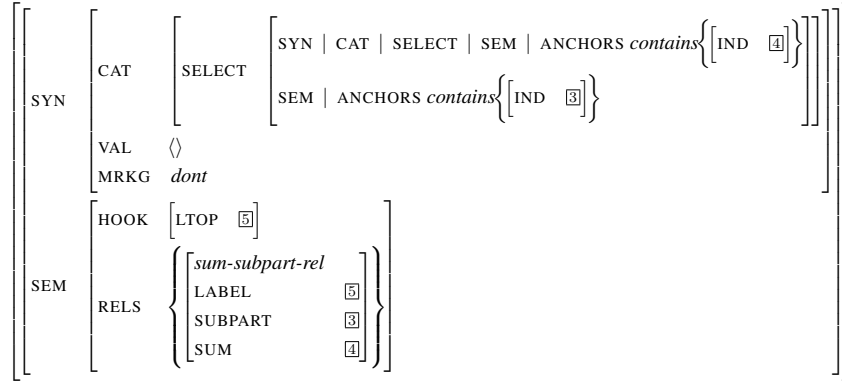 SYN | CAT | SELECT | SEM | ANCHORS contains{[IND 4]}
CAT [SELECT
SEM | ANCHORS contains{[IND 3]}
SYN
VAL ⟨⟩
MRKG dont
HOOK [LTOP 5]
sum-subpart-rel
LABEL 5
SEM
RELS
SUBPART 3
SUM 4